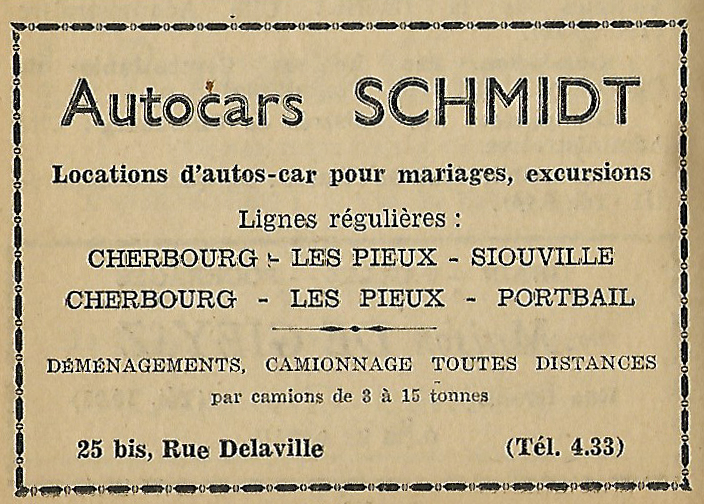 Autocars SCHMIDT
Locations d'autos-car pour mariages, excursions
Lignes régulières :
CHERBOURG - LES PIEUX - SIOUVILLE
CHERBOURG - LES PIEUX - PORTBAIL
DÉMÉNAGEMENTS, CAMIONNAGE TOUTES DISTANCES
par camions de 3 à 15 tonnes
25 bis, Rue Delaville (Tél. 4.33)